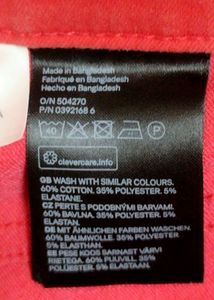 Made in Bangladesh
Fabriqué en Bangladesh
Hecho en Bangladesh
O/N 504270
P/N 0392168 6
40
P
clevercare.info
GB WASH WITH SIMILAR COLOURS.
60% COTTON. 35% POLYESTER. 5%
ELASTANE.
CZ PERTE S PODOBNÝMI BARVAMI.
60% BAVLNA. 35% POLYESTER. 5%
ELASTAN.
DE MIT ÄHNLICHEN FARBEN WASCHEN.
60% BAUMWOLLE. 35% POLYESTER.
5% ELASTHAN.
EE PESE KOOS SARNAST VÄRVI
RIIETEGA. 60% PUUVILL. 35%
POLÜESTER. 5% ELASTAAN.